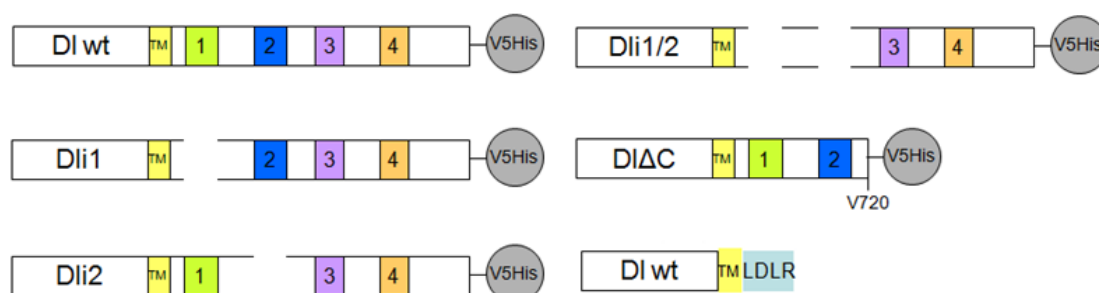 Dl wt TM 1 2 3 4 V5His
Dli1/2 TM 3 4 V5His
Dli1 TM 2 3 4 V5His
DlΔC TM 1 2 V5His
V720
Dli2 TM 1 3 4 V5His
Dl wt TM LDLR